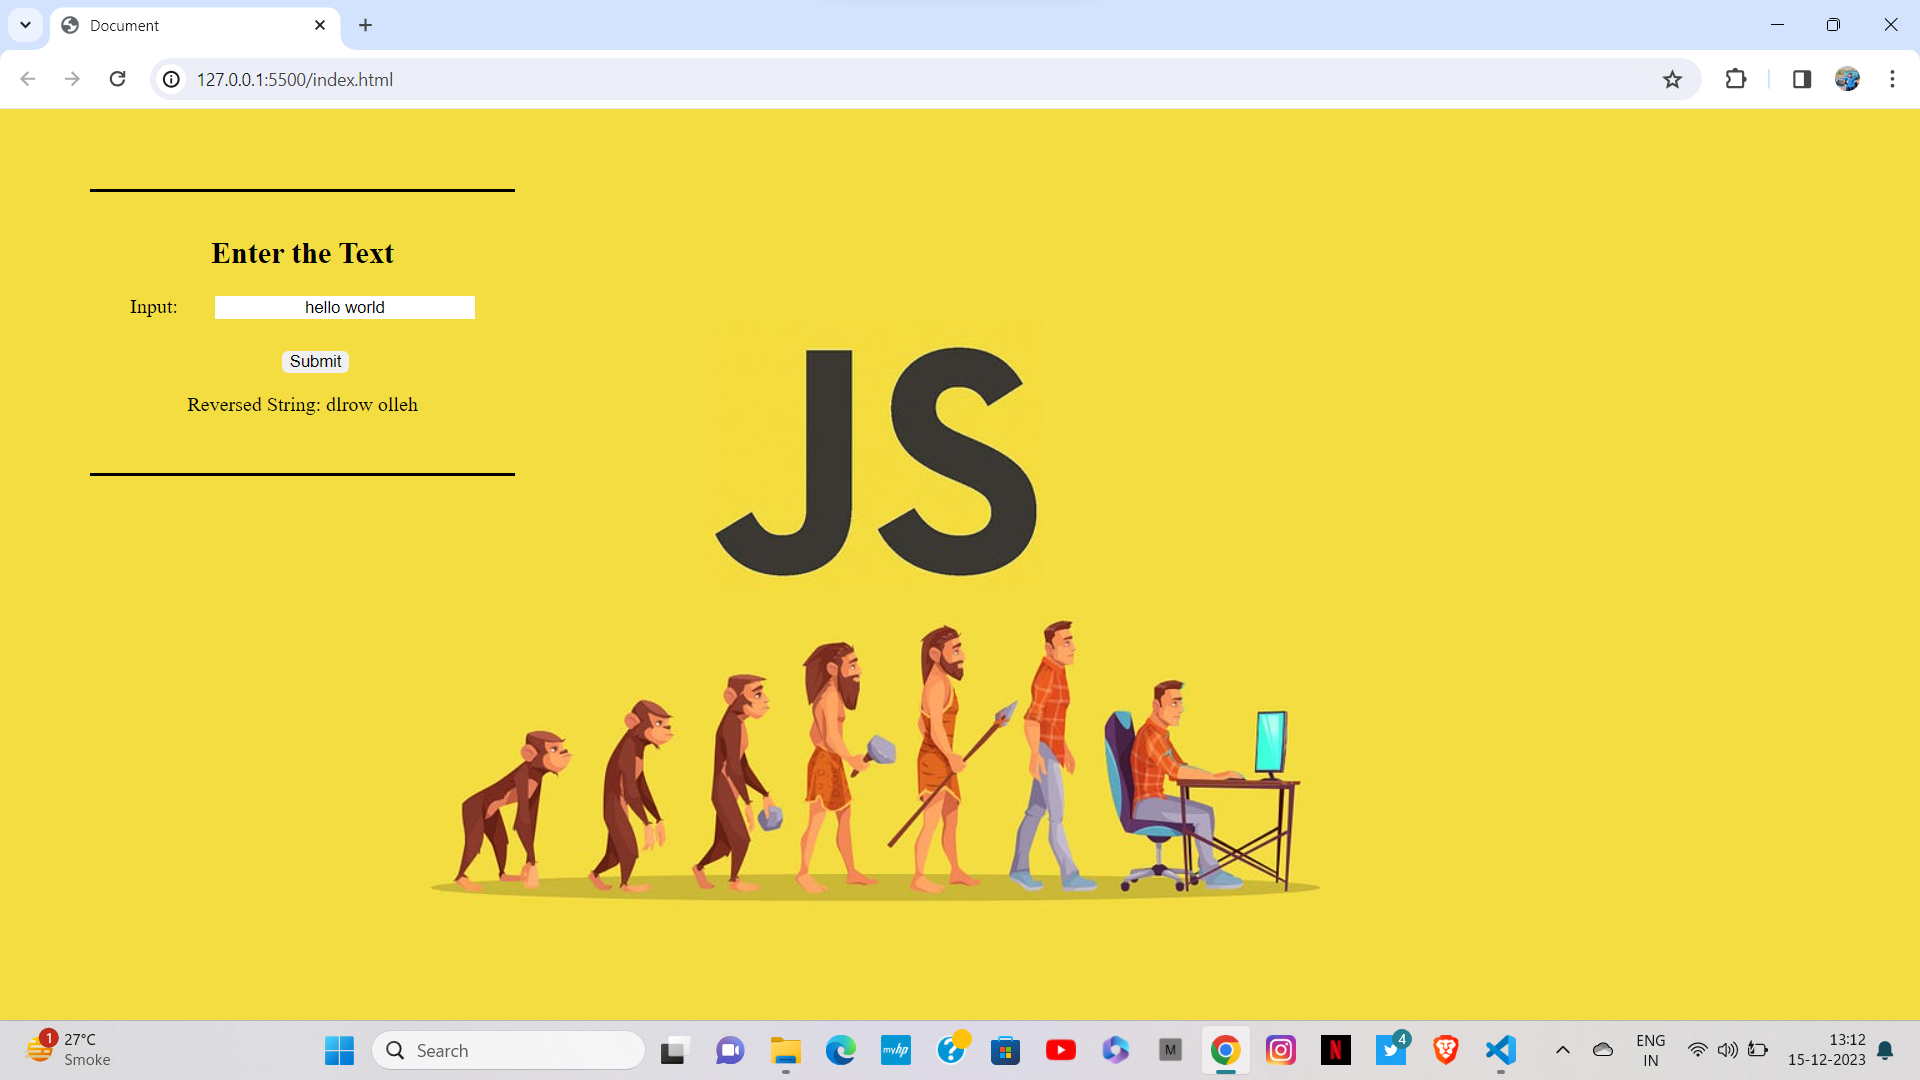 Document
127.0.0.1:5500/index.html
Enter the Text
Input: hello world
Submit
Reversed String: dlrow olleh
JS
1 27°C
Smoke
Search
myhp
?
M
N
4
ENG
IN
13:12
15-12-2023